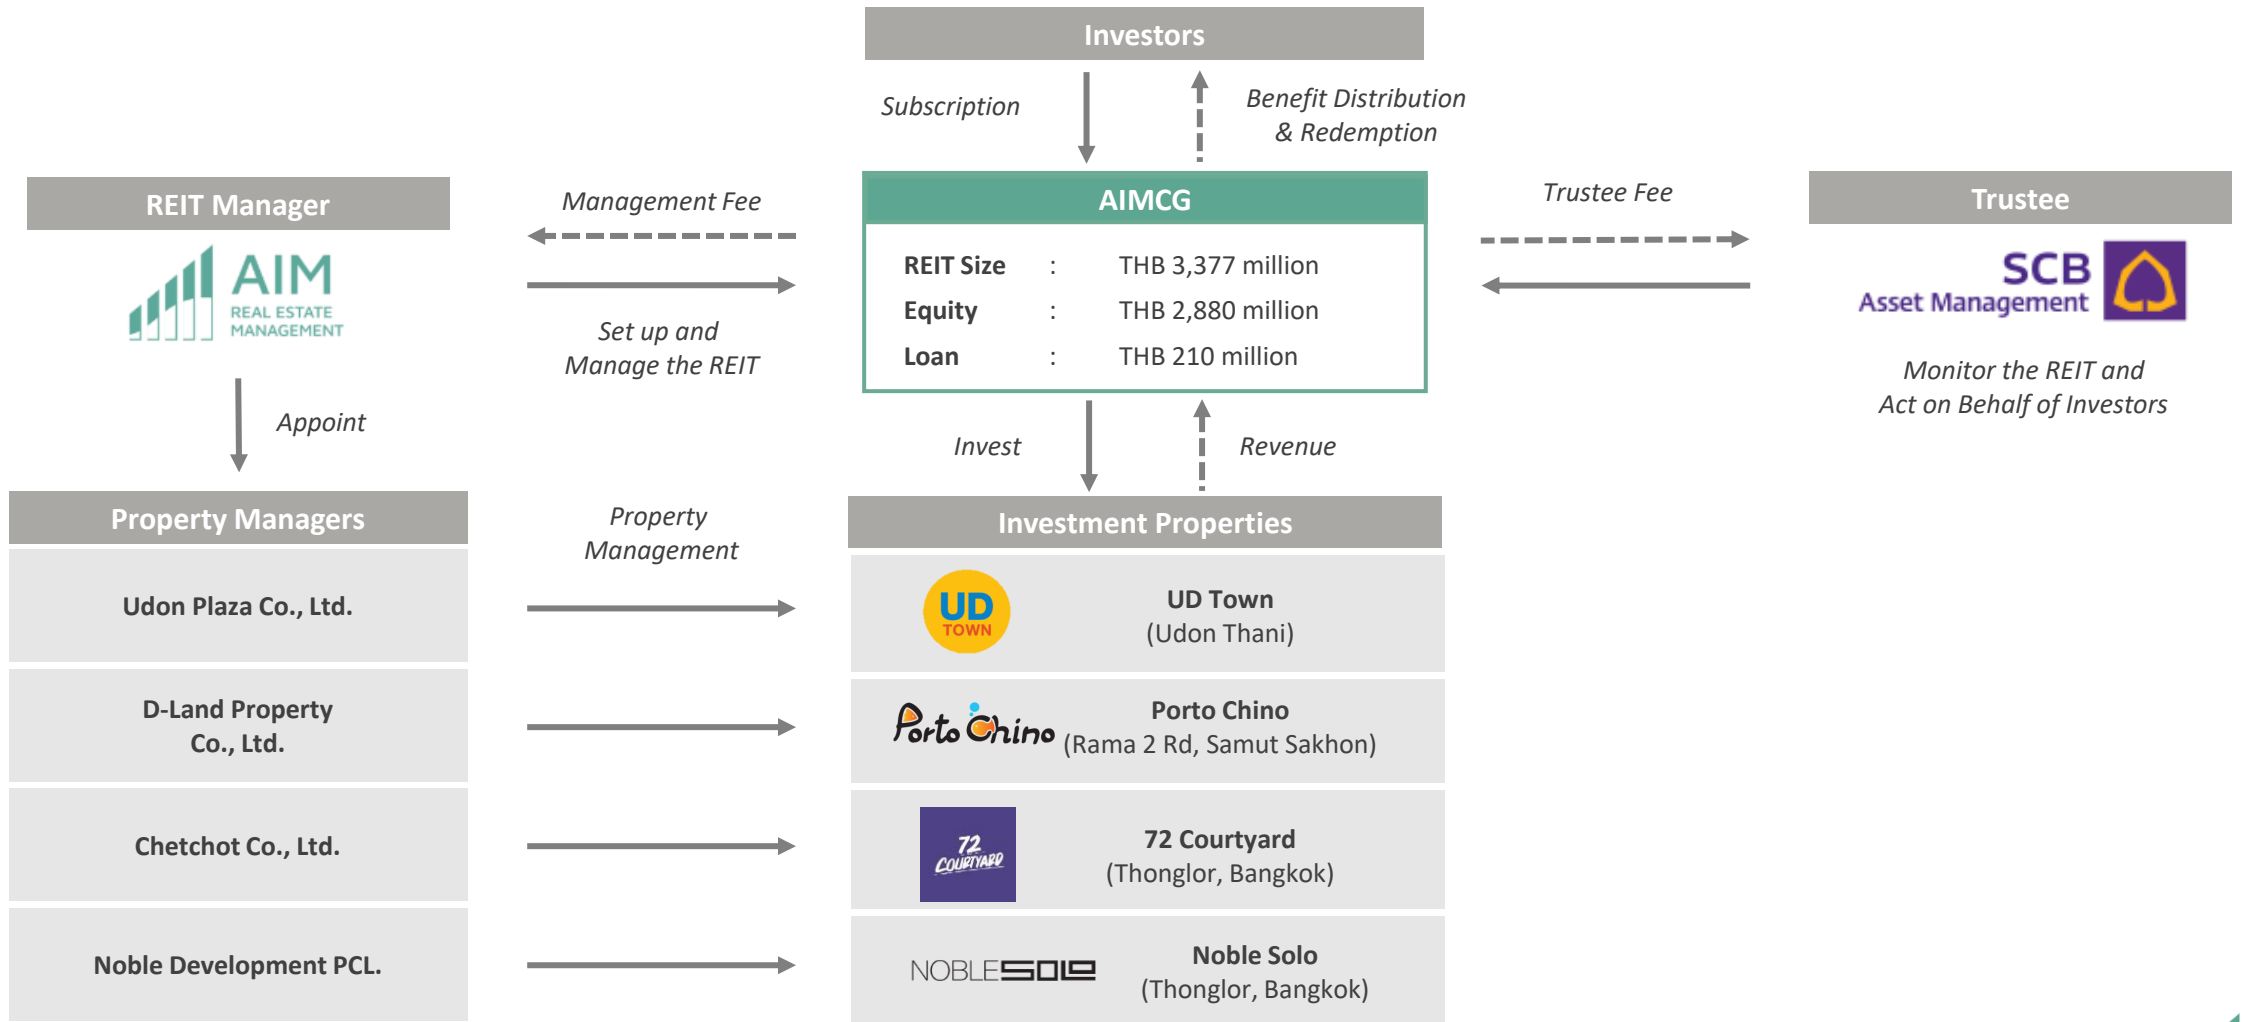 Investors
Subscription
Benefit Distribution
& Redemption
REIT Manager
AIM
REAL ESTATE
MANAGEMENT
Management Fee
Set up and
Manage the REIT
AIMCG
REIT Size : THB 3,377 million
Equity : THB 2,880 million
Loan : THB 210 million
Trustee Fee
Trustee
SCB
Asset Management
Monitor the REIT and
Act on Behalf of Investors
Appoint
Invest
Revenue
Property Managers
Property
Management
Investment Properties
Udon Plaza Co., Ltd.
UD
TOWN
UD Town
(Udon Thani)
D-Land Property
Co., Ltd.
Porto Chino
Porto Chino
(Rama 2 Rd, Samut Sakhon)
Chetchot Co., Ltd.
72
COURTYARD
72 Courtyard
(Thonglor, Bangkok)
Noble Development PCL.
NOBLE SOLO
Noble Solo
(Thonglor, Bangkok)